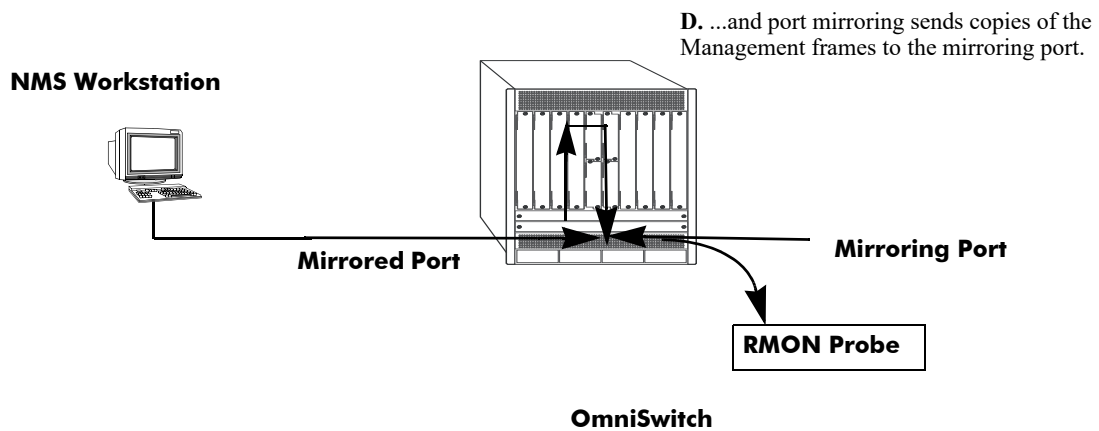 D. ...and port mirroring sends copies of the
Management frames to the mirroring port.
NMS Workstation
Mirrored Port
Mirroring Port
RMON Probe
OmniSwitch